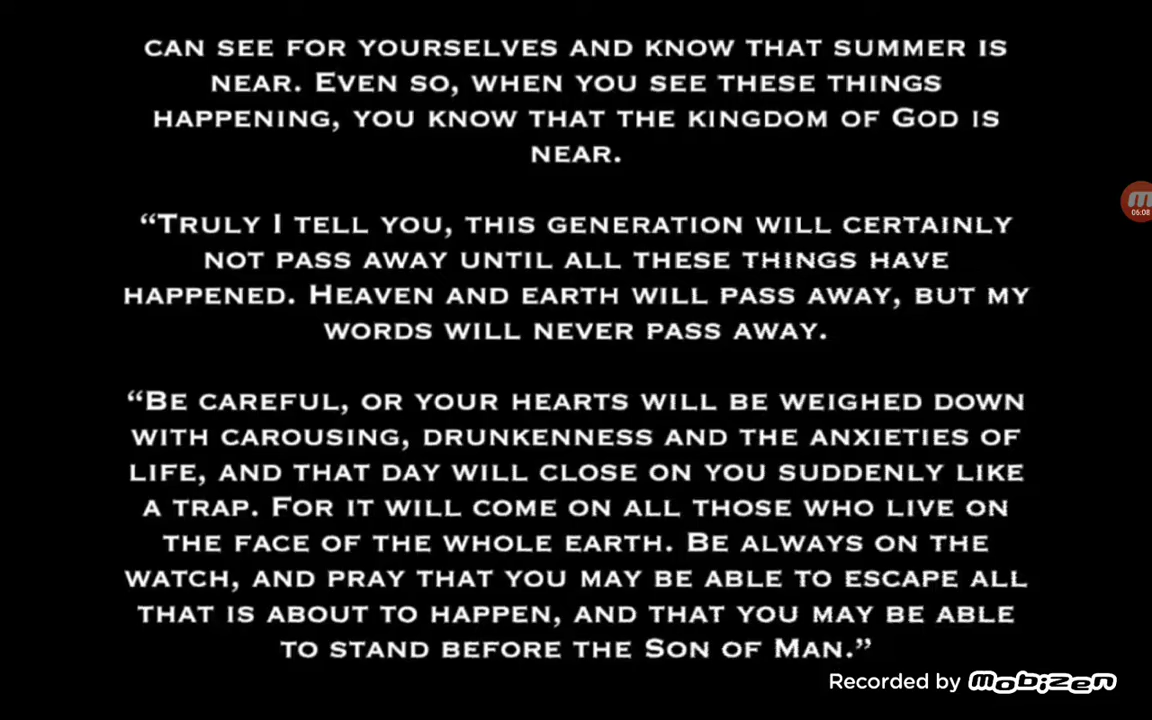 CAN SEE FOR YOURSELVES AND KNOW THAT SUMMER IS
NEAR. EVEN SO, WHEN YOU SEE THESE THINGS
HAPPENING, YOU KNOW THAT THE KINGDOM OF GOD IS
NEAR.
“TRULY I TELL YOU, THIS GENERATION WILL CERTAINLY
NOT PASS AWAY UNTIL ALL THESE THINGS HAVE
HAPPENED. HEAVEN AND EARTH WILL PASS AWAY, BUT MY
WORDS WILL NEVER PASS AWAY.
“BE CAREFUL, OR YOUR HEARTS WILL BE WEIGHED DOWN
WITH CAROUSING, DRUNKENNESS AND THE ANXIETIES OF
LIFE, AND THAT DAY WILL CLOSE ON YOU SUDDENLY LIKE
A TRAP. FOR IT WILL COME ON ALL THOSE WHO LIVE ON
THE FACE OF THE WHOLE EARTH. BE ALWAYS ON THE
WATCH, AND PRAY THAT YOU MAY BE ABLE TO ESCAPE ALL
THAT IS ABOUT TO HAPPEN, AND THAT YOU MAY BE ABLE
TO STAND BEFORE THE SON OF MAN.”
06:08
Recorded by mobizen